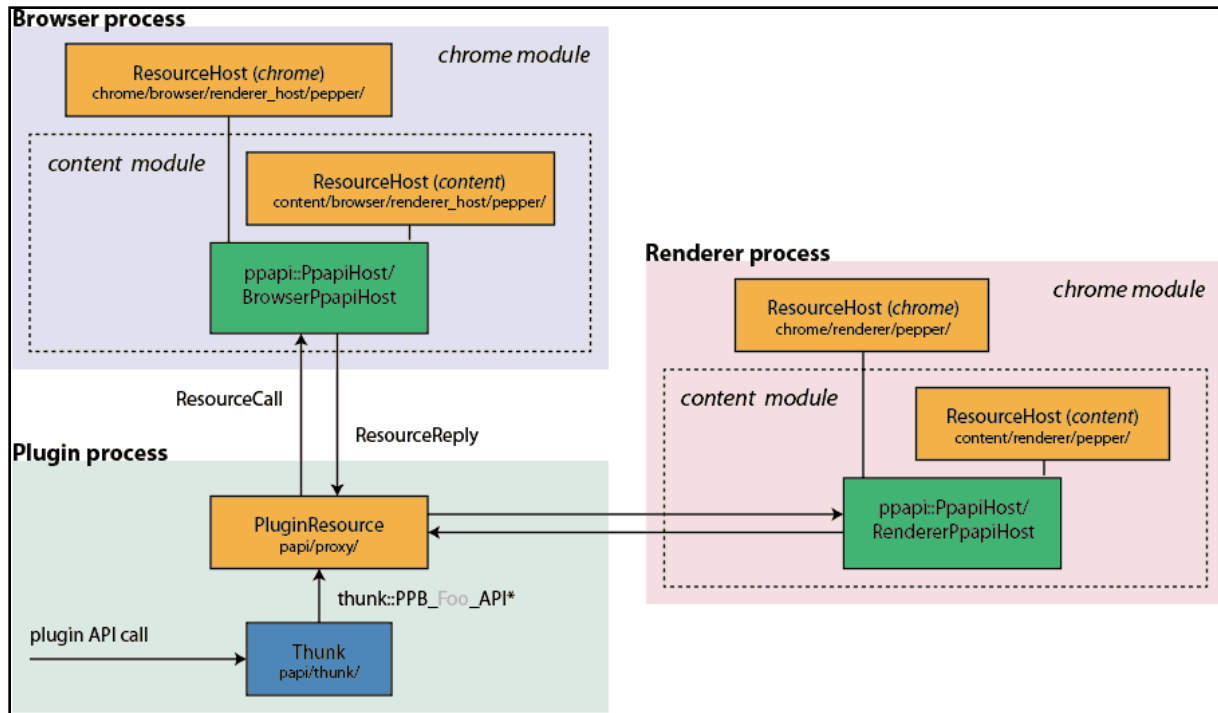 Browser process
chrome module
ResourceHost (chrome)
chrome/browser/renderer_host/pepper/
content module
ResourceHost (content)
content/browser/renderer_host/pepper/
ppapi::PpapiHost/
BrowserPpapiHost
ResourceCall
ResourceReply
Renderer process
chrome module
ResourceHost (chrome)
chrome/renderer/pepper/
content module
ResourceHost (content)
content/renderer/pepper/
ppapi::PpapiHost/
RendererPpapiHost
Plugin process
PluginResource
papi/proxy/
thunk::PPB_Foo_API*
plugin API call
Thunk
papi/thunk/